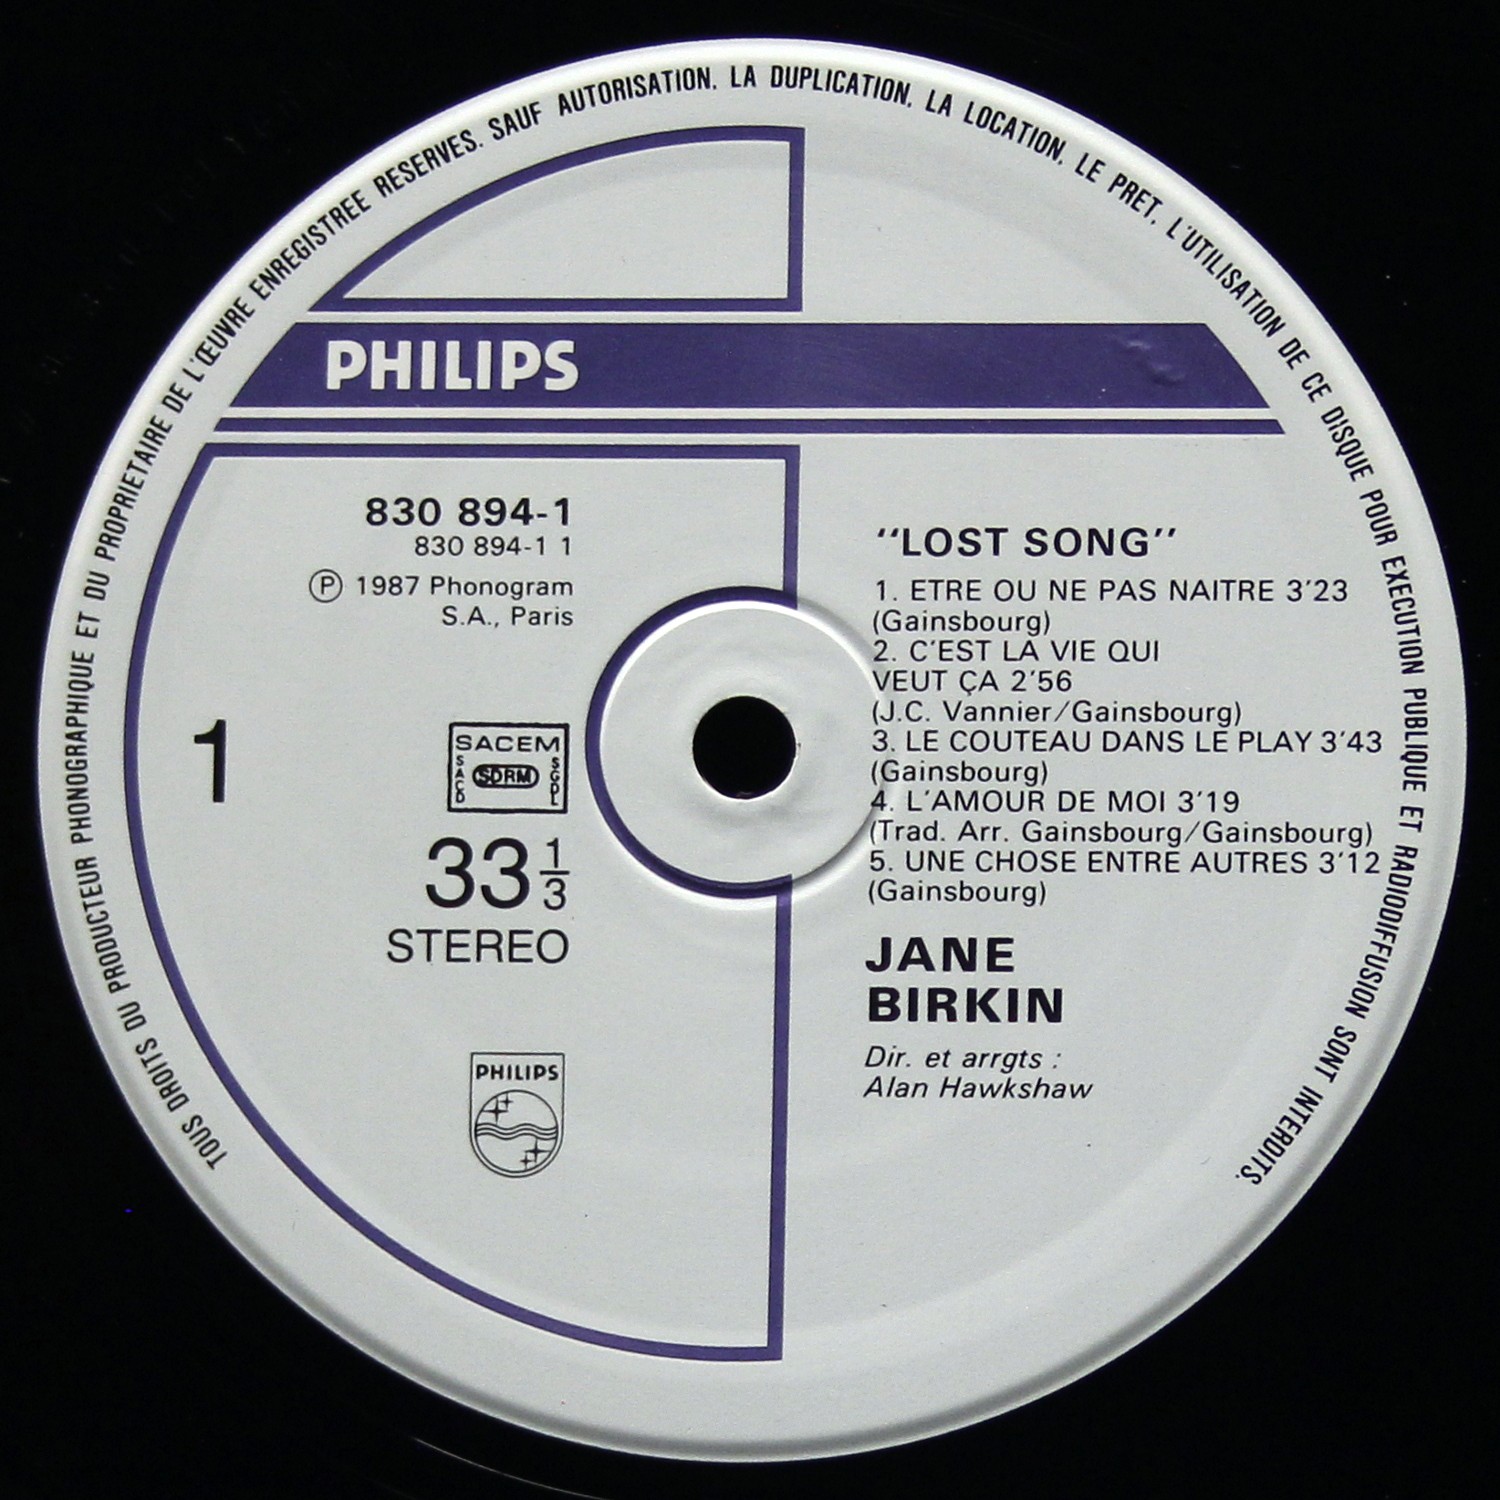 TOUS DROITS DU PRODUCTEUR PHONOGRAPHIQUE ET DU PROPRIETAIRE DE L'ŒUVRE ENREGISTREE RESERVES. SAUF AUTORISATION, LA DUPLICATION, LA LOCATION, LE PRET, L'UTILISATION DE CE DISQUE POUR EXECUTION PUBLIQUE ET RADIODIFFUSION SONT INTERDITS.
PHILIPS
830 894-1
830 894-1 1
Ⓟ 1987 Phonogram
S.A., Paris
1
SACEM
SACD
SDRM
SGDL
33 1/3
STEREO
PHILIPS
"LOST SONG"
1. ETRE OU NE PAS NAITRE 3'23
(Gainsbourg)
2. C'EST LA VIE QUI
VEUT ÇA 2'56
(J.C. Vannier/Gainsbourg)
3. LE COUTEAU DANS LE PLAY 3'43
(Gainsbourg)
4. L'AMOUR DE MOI 3'19
(Trad. Arr. Gainsbourg/Gainsbourg)
5. UNE CHOSE ENTRE AUTRES 3'12
(Gainsbourg)
JANE
BIRKIN
Dir. et arrgts :
Alan Hawkshaw